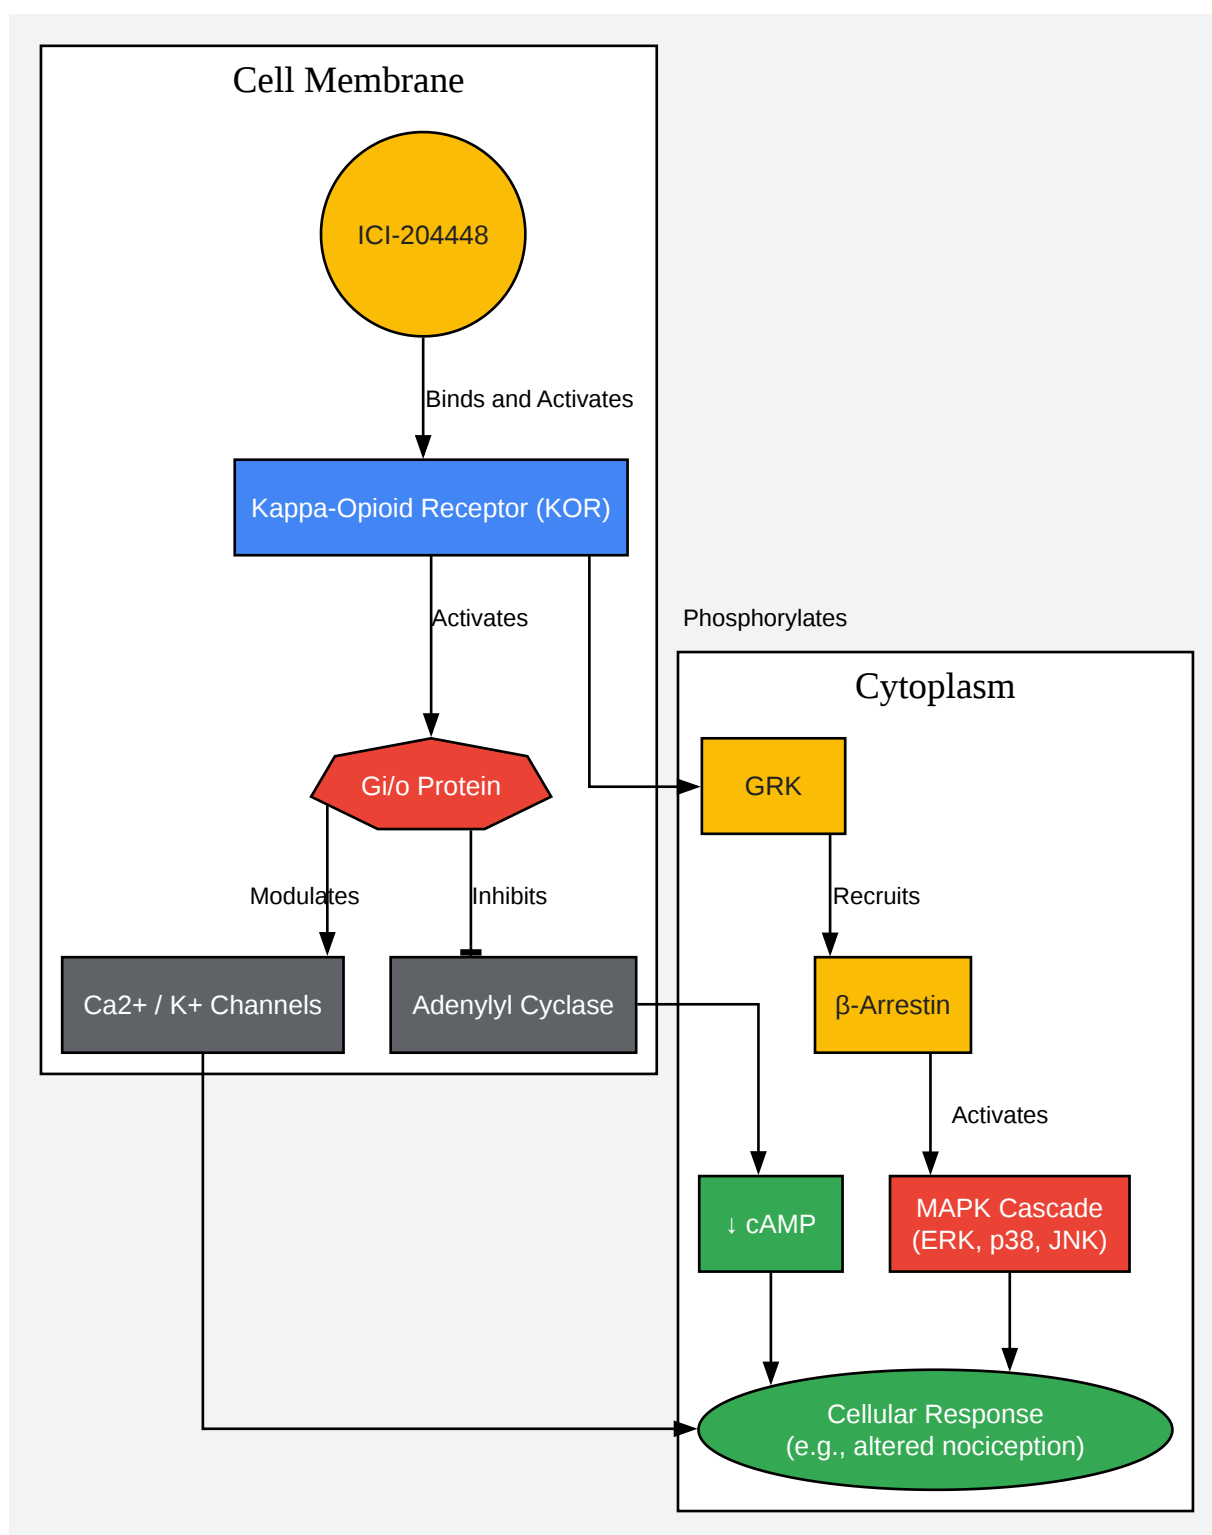 Cell Membrane
ICI-204448
Binds and Activates
Kappa-Opioid Receptor (KOR)
Activates
Phosphorylates
Cytoplasm
Gi/o Protein
GRK
Modulates
Inhibits
Recruits
Ca2+ / K+ Channels
Adenylyl Cyclase
β-Arrestin
Activates
↓ cAMP
MAPK Cascade
(ERK, p38, JNK)
Cellular Response
(e.g., altered nociception)